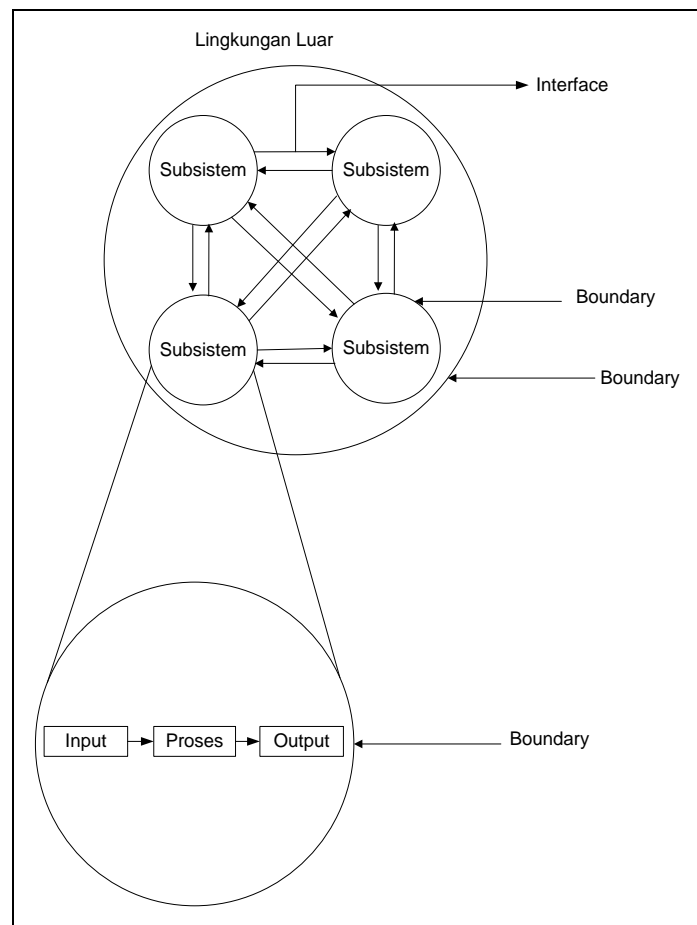 Lingkungan Luar
Interface
Subsistem
Subsistem
Boundary
Subsistem
Subsistem
Boundary
Input
Proses
Output
Boundary